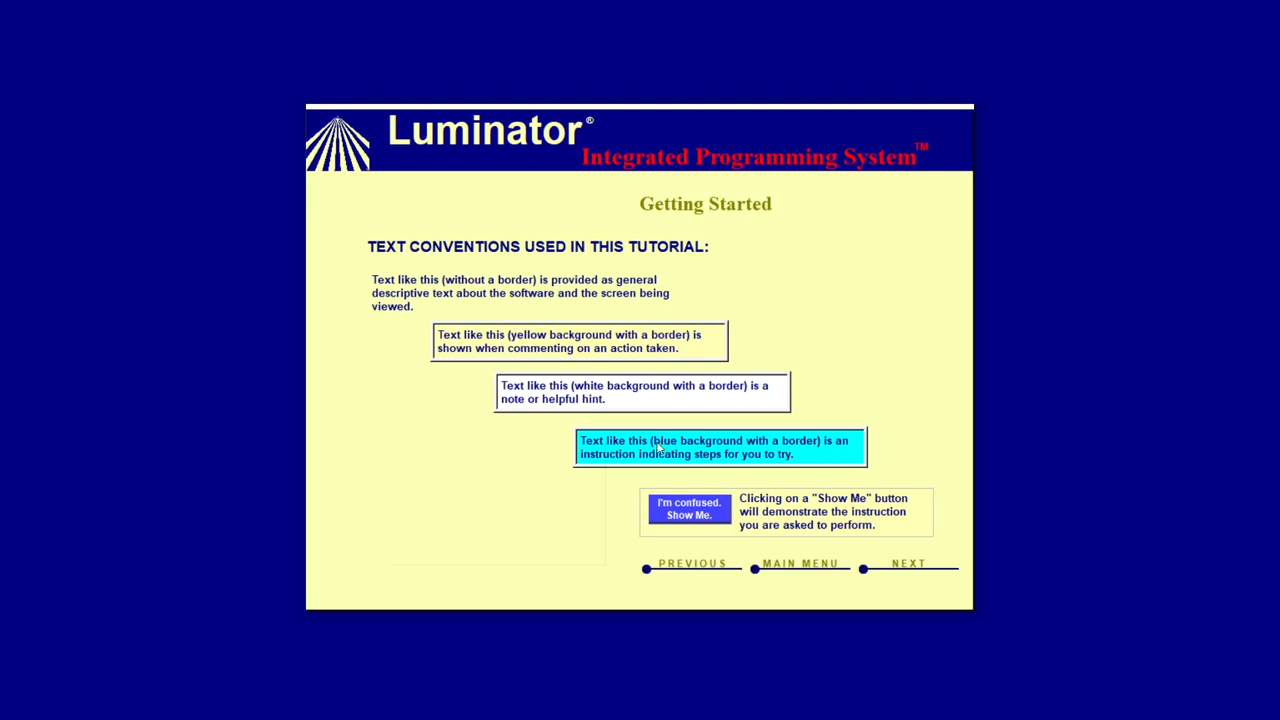 Luminator®
Integrated Programming System™
Getting Started
TEXT CONVENTIONS USED IN THIS TUTORIAL:
Text like this (without a border) is provided as general
descriptive text about the software and the screen being
viewed.
Text like this (yellow background with a border) is
shown when commenting on an action taken.
Text like this (white background with a border) is a
note or helpful hint.
Text like this (blue background with a border) is an
instruction indicating steps for you to try.
I'm confused.
Show Me.
Clicking on a "Show Me" button
will demonstrate the instruction
you are asked to perform.
PREVIOUS MAIN MENU NEXT